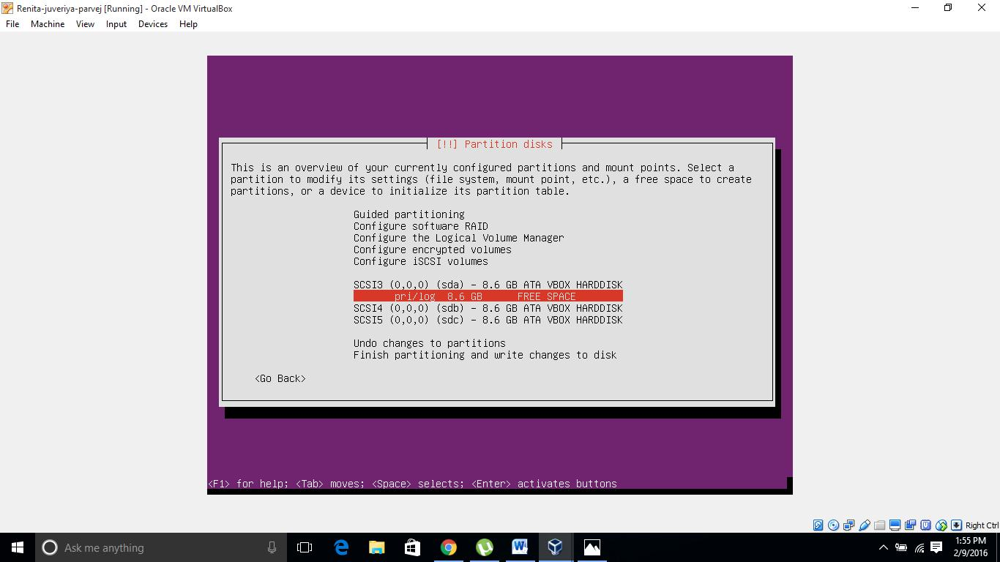 Renita-juveriya-parvej [Running] - Oracle VM VirtualBox
File Machine View Input Devices Help
[!!] Partition disks
This is an overview of your currently configured partitions and mount points. Select a
partition to modify its settings (file system, mount point, etc.), a free space to create
partitions, or a device to initialize its partition table.
Guided partitioning
Configure software RAID
Configure the Logical Volume Manager
Configure encrypted volumes
Configure iSCSI volumes
SCSI3 (0,0,0) (sda) - 8.6 GB ATA VBOX HARDDISK
pri/log 8.6 GB FREE SPACE
SCSI4 (0,0,0) (sdb) - 8.6 GB ATA VBOX HARDDISK
SCSI5 (0,0,0) (sdc) - 8.6 GB ATA VBOX HARDDISK
Undo changes to partitions
Finish partitioning and write changes to disk
<Go Back>
<F1> for help; <Tab> moves; <Space> selects; <Enter> activates buttons
Right Ctrl
Ask me anything
1:55 PM
2/9/2016